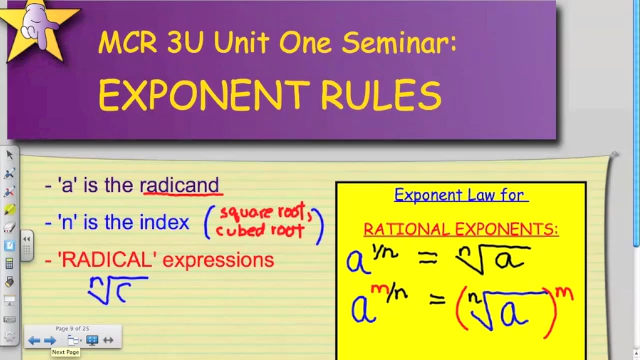 MCR 3U Unit One Seminar:
EXPONENT RULES
- 'a' is the radicand
- 'n' is the index (square root, cubed root)
- 'RADICAL' expressions
ⁿ√a
Exponent Law for
RATIONAL EXPONENTS:
a^(1/n) = ⁿ√a
a^(m/n) = (ⁿ√a)^m
Page 9 of 25
Next Page